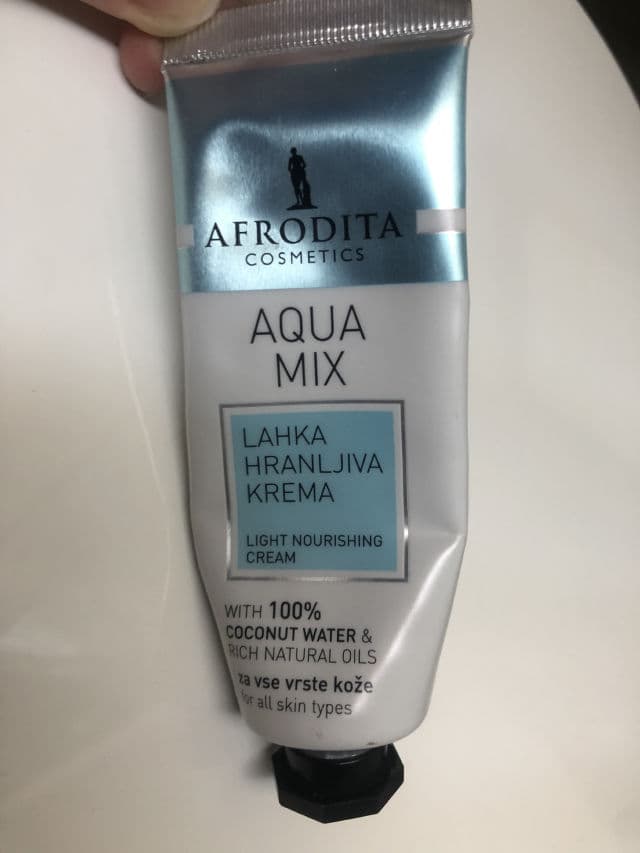 AFRODITA
COSMETICS
AQUA
MIX
LAHKA
HRANLJIVA
KREMA
LIGHT NOURISHING
CREAM
WITH 100%
COCONUT WATER &
RICH NATURAL OILS
za vse vrste kože
for all skin types